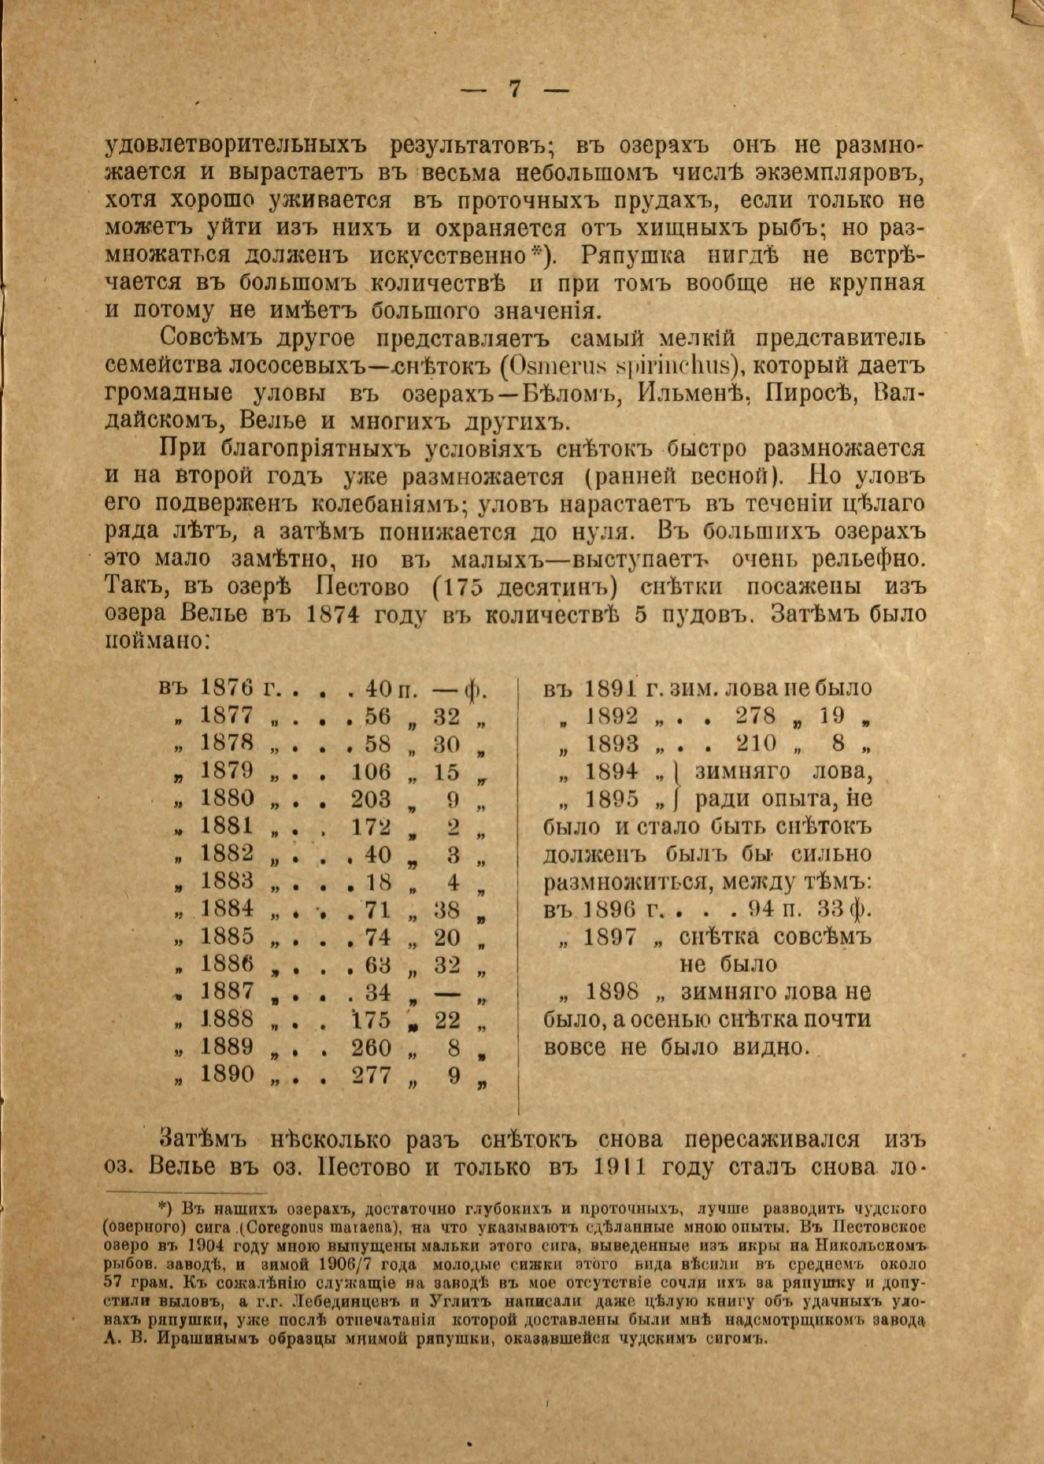 — 7 —
удовлетворительныхъ результатовъ; въ озерахъ онъ не размно-
жается и вырастаетъ въ весьма небольшомъ числѣ экземпляровъ,
хотя хорошо уживается въ проточныхъ прудахъ, если только не
можетъ уйти изъ нихъ и охраняется отъ хищныхъ рыбъ; но раз-
множаться долженъ искусственно*). Ряпушка нигдѣ не встрѣ-
чается въ большомъ количествѣ и при томъ вообще не крупная
и потому не имѣетъ большого значенія.
Совсѣмъ другое представляетъ самый мелкій представитель
семейства лососевыхъ—снѣтокъ (Osmerus spirinchus), который даетъ
громадные уловы въ озерахъ—Бѣломъ, Ильменѣ, Пиросѣ, Вал-
дайскомъ, Велье и многихъ другихъ.
При благопріятныхъ условіяхъ снѣтокъ быстро размножается
и на второй годъ уже размножается (ранней весной). Но уловъ
его подверженъ колебаніямъ; уловъ нарастаетъ въ теченіи цѣлаго
ряда лѣтъ, а затѣмъ понижается до нуля. Въ большихъ озерахъ
это мало замѣтно, но въ малыхъ—выступаетъ очень рельефно.
Такъ, въ озерѣ Пестово (175 десятинъ) снѣтки посажены изъ
озера Велье въ 1874 году въ количествѣ 5 пудовъ. Затѣмъ было
поймано:
въ 1876 г. . . . 40 п. — ф.
„ 1877 „ . . . 56 „ 32 „
„ 1878 „ . . . 58 „ 30 „
„ 1879 „ . . 106 „ 15 „
„ 1880 „ . . 203 „ 9 „
„ 1881 „ . . 172 „ 2 „
„ 1882 „ . . . 40 „ 3 „
„ 1883 „ . . . 18 „ 4 „
„ 1884 „ . . . 71 „ 38 „
„ 1885 „ . . . 74 „ 20 „
„ 1886 „ . . . 63 „ 32 „
„ 1887 „ . . . 34 „ — „
„ 1888 „ . . 175 „ 22 „
„ 1889 „ . . 260 „ 8 „
„ 1890 „ . . 277 „ 9 „
въ 1891 г. зим. лова не было
„ 1892 „ . . 278 „ 19 „
„ 1893 „ . . 210 „ 8 „
„ 1894 „ } зимняго лова,
„ 1895 „ } ради опыта, не
было и стало быть снѣтокъ
долженъ былъ бы сильно
размножиться, между тѣмъ:
въ 1896 г. . . . 94 п. 33 ф.
„ 1897 „ снѣтка совсѣмъ
не было
„ 1898 „ зимняго лова не
было, а осенью снѣтка почти
вовсе не было видно.
Затѣмъ нѣсколько разъ снѣтокъ снова пересаживался изъ
оз. Велье въ оз. Пестово и только въ 1911 году сталъ снова ло-
*) Въ нашихъ озерахъ, достаточно глубокихъ и проточныхъ, лучше разводить чудского
(озерного) сига (Coregonus maraena), на что указываютъ сдѣланные мною опыты. Въ Пестовское
озеро въ 1904 году мною выпущены мальки этого сига, выведенные изъ икры на Никольскомъ
рыбов. заводѣ, и зимой 1906/7 года молодые сижки этого вида вѣсили въ среднемъ около
57 грам. Къ сожалѣнію служащіе на заводѣ въ мое отсутствіе сочли ихъ за ряпушку и допу-
стили выловъ, а г.г. Лебединцевъ и Углитъ написали даже цѣлую книгу объ удачныхъ уло-
вахъ ряпушки, уже послѣ отпечатанія которой доставлены были мнѣ надсмотрщикомъ завода
А. В. Ирашинымъ образцы мнимой ряпушки, оказавшейся чудскимъ сигомъ.